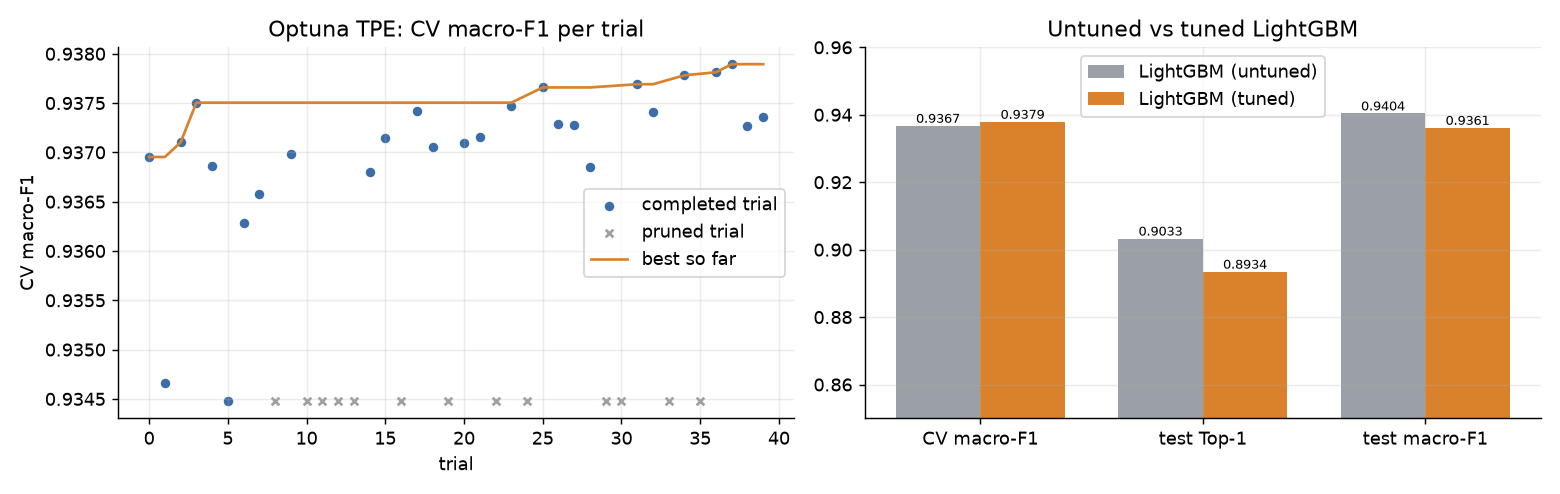 Optuna TPE: CV macro-F1 per trial
CV macro-F1
0.9380
0.9375
0.9370
0.9365
0.9360
0.9355
0.9350
0.9345
completed trial
pruned trial
best so far
0 5 10 15 20 25 30 35 40
trial
Untuned vs tuned LightGBM
0.96
0.94
0.92
0.90
0.88
0.86
LightGBM (untuned)
LightGBM (tuned)
0.9367 0.9379 0.9033 0.8934 0.9404 0.9361
CV macro-F1 test Top-1 test macro-F1